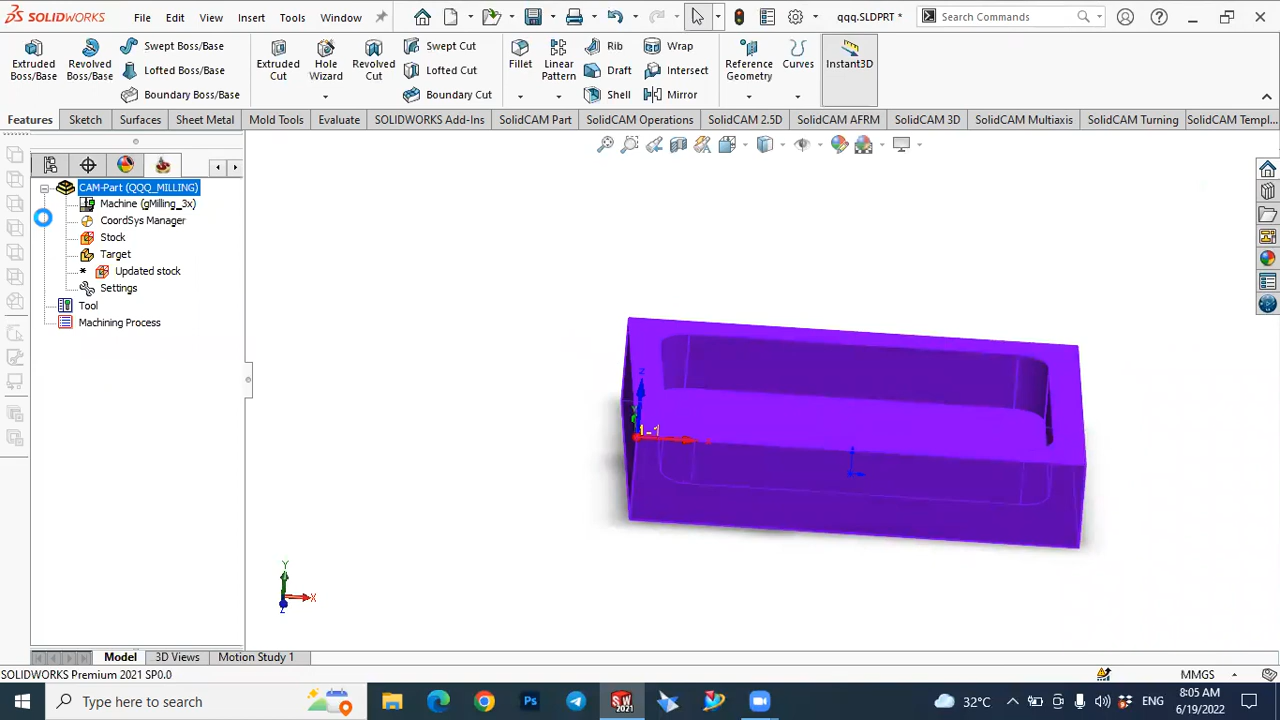 SOLIDWORKS File Edit View Insert Tools Window qqq.SLDPRT * Search Commands
Extruded Boss/Base
Revolved Boss/Base
Swept Boss/Base
Lofted Boss/Base
Boundary Boss/Base
Extruded Cut
Hole Wizard
Revolved Cut
Swept Cut
Lofted Cut
Boundary Cut
Fillet
Linear Pattern
Rib
Draft
Shell
Wrap
Intersect
Mirror
Reference Geometry
Curves
Instant3D
Features Sketch Surfaces Sheet Metal Mold Tools Evaluate SOLIDWORKS Add-Ins SolidCAM Part SolidCAM Operations SolidCAM 2.5D SolidCAM AFRM SolidCAM 3D SolidCAM Multiaxis SolidCAM Turning SolidCAM Templ...
CAM-Part (QQQ_MILLING)
Machine (gMilling_3x)
CoordSys Manager
Stock
Target
* Updated stock
Settings
Tool
Machining Process
Z
1-1
Y
X
Z
Model 3D Views Motion Study 1
SOLIDWORKS Premium 2021 SP0.0 MMGS
Type here to search
32°C
ENG
8:05 AM
6/19/2022